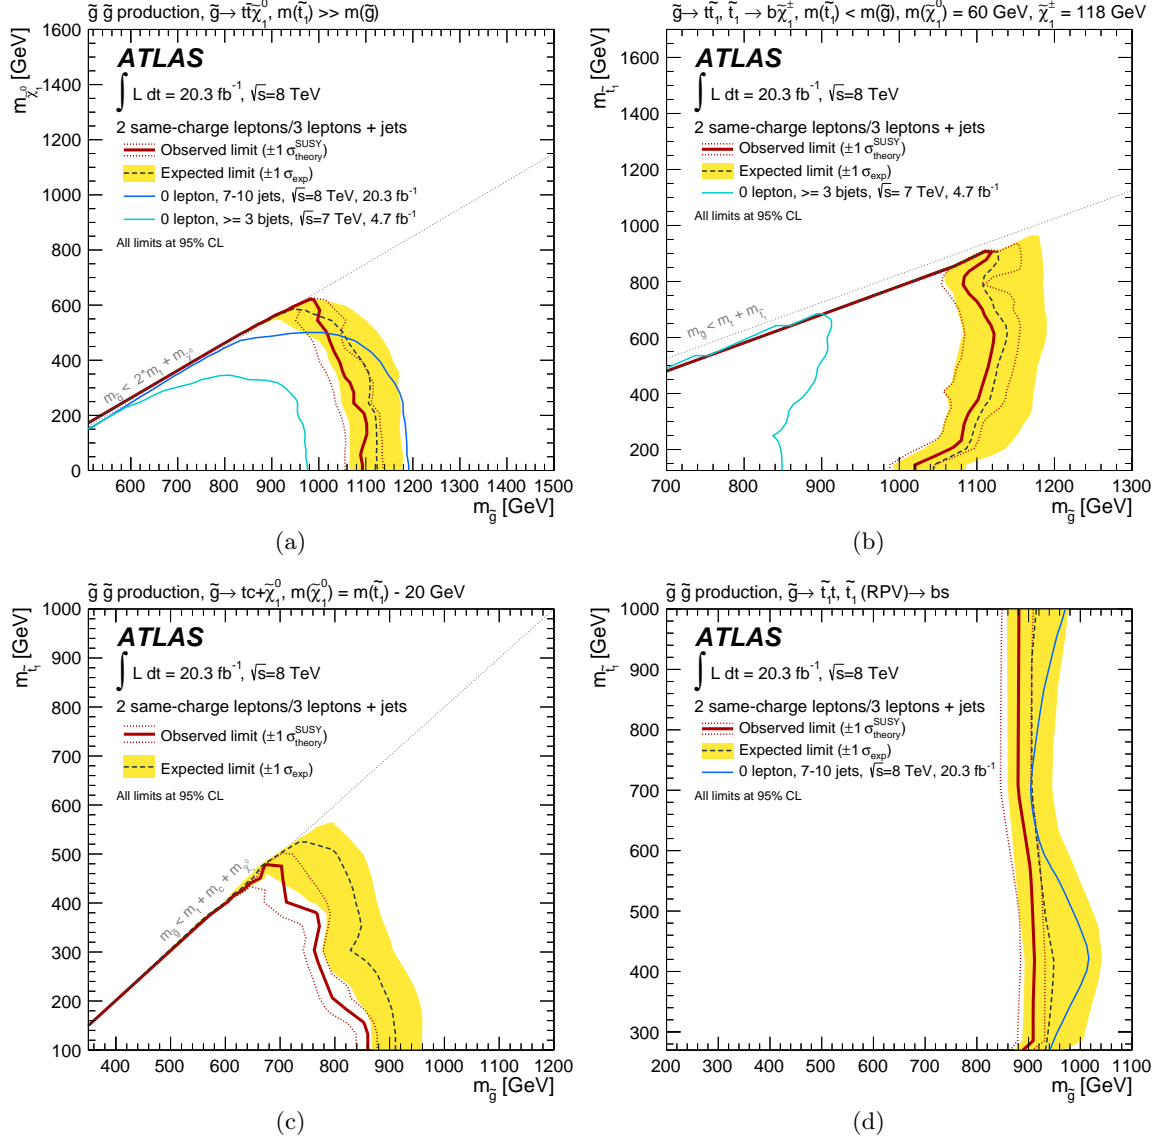 g̃ g̃ production, g̃→ tt̄χ̃₁⁰, m(t̃₁) >> m(g̃)
m_χ̃₁⁰ [GeV]
ATLAS
∫ L dt = 20.3 fb⁻¹, √s=8 TeV
2 same-charge leptons/3 leptons + jets
Observed limit (±1 σ^SUSY_theory)
Expected limit (±1 σ_exp)
0 lepton, 7-10 jets, √s=8 TeV, 20.3 fb⁻¹
0 lepton, >= 3 bjets, √s=7 TeV, 4.7 fb⁻¹
All limits at 95% CL
m_g̃ < 2*m_t + m_χ̃₁⁰
1600
1400
1200
1000
800
600
400
200
0
600 700 800 900 1000 1100 1200 1300 1400 1500
m_g̃ [GeV]
(a)
g̃→ tt̃₁, t̃₁→ bχ̃₁±, m(t̃₁) < m(g̃), m(χ̃₁⁰) = 60 GeV, χ̃₁± = 118 GeV
m_t̃₁ [GeV]
ATLAS
∫ L dt = 20.3 fb⁻¹, √s=8 TeV
2 same-charge leptons/3 leptons + jets
Observed limit (±1 σ^SUSY_theory)
Expected limit (±1 σ_exp)
0 lepton, >= 3 bjets, √s= 7 TeV, 4.7 fb⁻¹
All limits at 95% CL
m_g̃ < m_t + m_t̃₁
1600
1400
1200
1000
800
600
400
200
700 800 900 1000 1100 1200 1300
m_g̃ [GeV]
(b)
g̃ g̃ production, g̃→ tc+χ̃₁⁰, m(χ̃₁⁰) = m(t̃₁) - 20 GeV
m_t̃₁ [GeV]
ATLAS
∫ L dt = 20.3 fb⁻¹, √s=8 TeV
2 same-charge leptons/3 leptons + jets
Observed limit (±1 σ^SUSY_theory)
Expected limit (±1 σ_exp)
All limits at 95% CL
m_g̃ < m_t + m_c + m_χ̃₁⁰
1000
900
800
700
600
500
400
300
200
100
400 500 600 700 800 900 1000 1100 1200
m_g̃ [GeV]
(c)
g̃ g̃ production, g̃→ t̃₁t, t̃₁ (RPV)→ bs
m_t̃₁ [GeV]
ATLAS
∫ L dt = 20.3 fb⁻¹, √s=8 TeV
2 same-charge leptons/3 leptons + jets
Observed limit (±1 σ^SUSY_theory)
Expected limit (±1 σ_exp)
0 lepton, 7-10 jets, √s=8 TeV, 20.3 fb⁻¹
All limits at 95% CL
1000
900
800
700
600
500
400
300
200 300 400 500 600 700 800 900 1000 1100
m_g̃ [GeV]
(d)